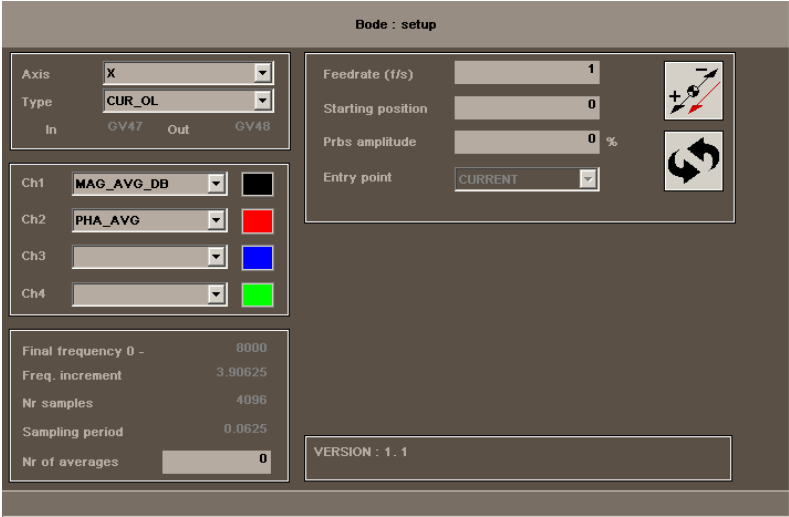 Bode : setup
Axis X
Type CUR_OL
In GV47 Out GV48
Ch1 MAG_AVG_DB
Ch2 PHA_AVG
Ch3
Ch4
Final frequency 0 - 8000
Freq. increment 3.90625
Nr samples 4096
Sampling period 0.0625
Nr of averages 0
Feedrate (f/s) 1
Starting position 0
Prbs amplitude 0 %
Entry point CURRENT
+ -
VERSION : 1. 1